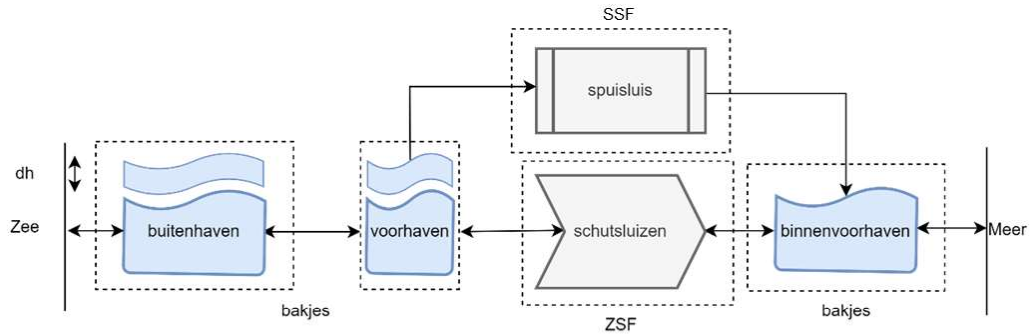 SSF
spuisluis
dh
Zee
buitenhaven
voorhaven
schutsluizen
binnenvoorhaven
Meer
bakjes
ZSF
bakjes